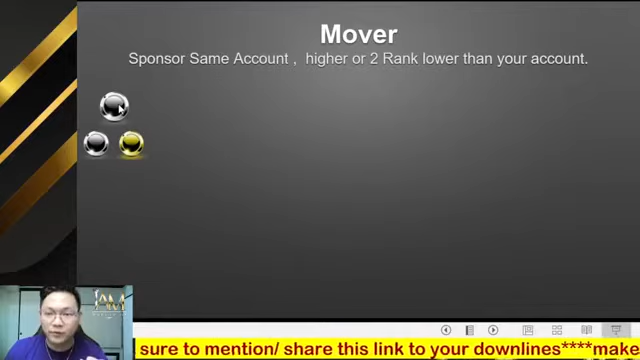 Mover
Sponsor Same Account , higher or 2 Rank lower than your account.
sure to mention/ share this link to your downlines****make